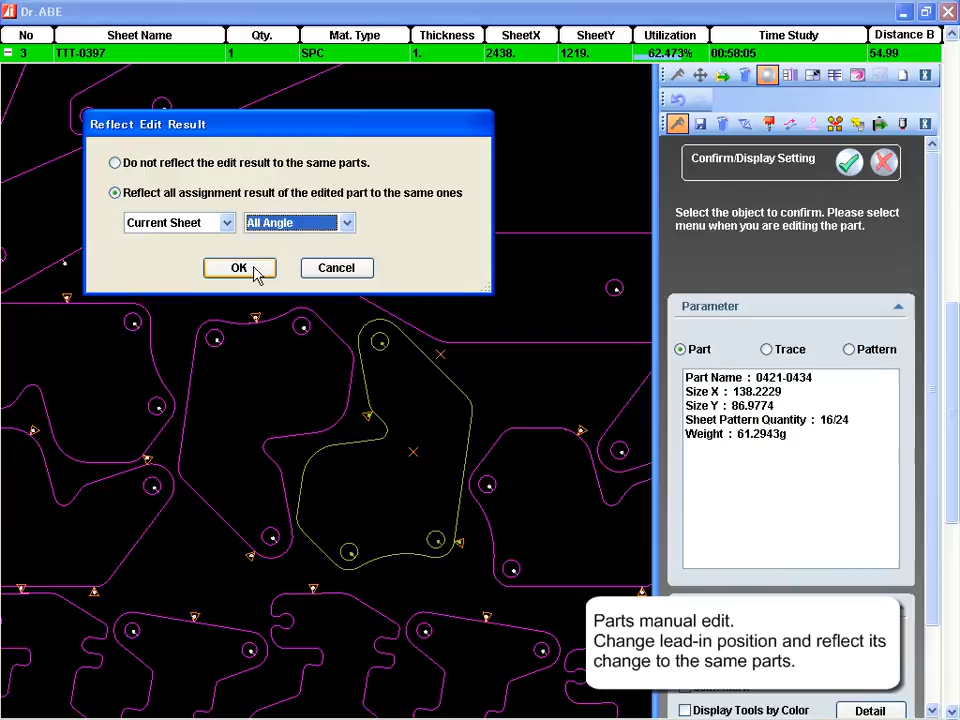 Dr. ABE
No Sheet Name Qty. Mat. Type Thickness SheetX SheetY Utilization Time Study Distance B
3 TTT-0397 1 SPC 1. 2438. 1219. 62.473% 00:58:05 54.99
Reflect Edit Result
Do not reflect the edit result to the same parts.
Reflect all assignment result of the edited part to the same ones
Current Sheet All Angle
OK Cancel
Confirm/Display Setting
Select the object to confirm. Please select
menu when you are editing the part.
Parameter
Part Trace Pattern
Part Name : 0421-0434
Size X : 138.2229
Size Y : 86.9774
Sheet Pattern Quantity : 16/24
Weight : 61.2943g
Parts manual edit.
Change lead-in position and reflect its
change to the same parts.
Display Tools by Color Detail